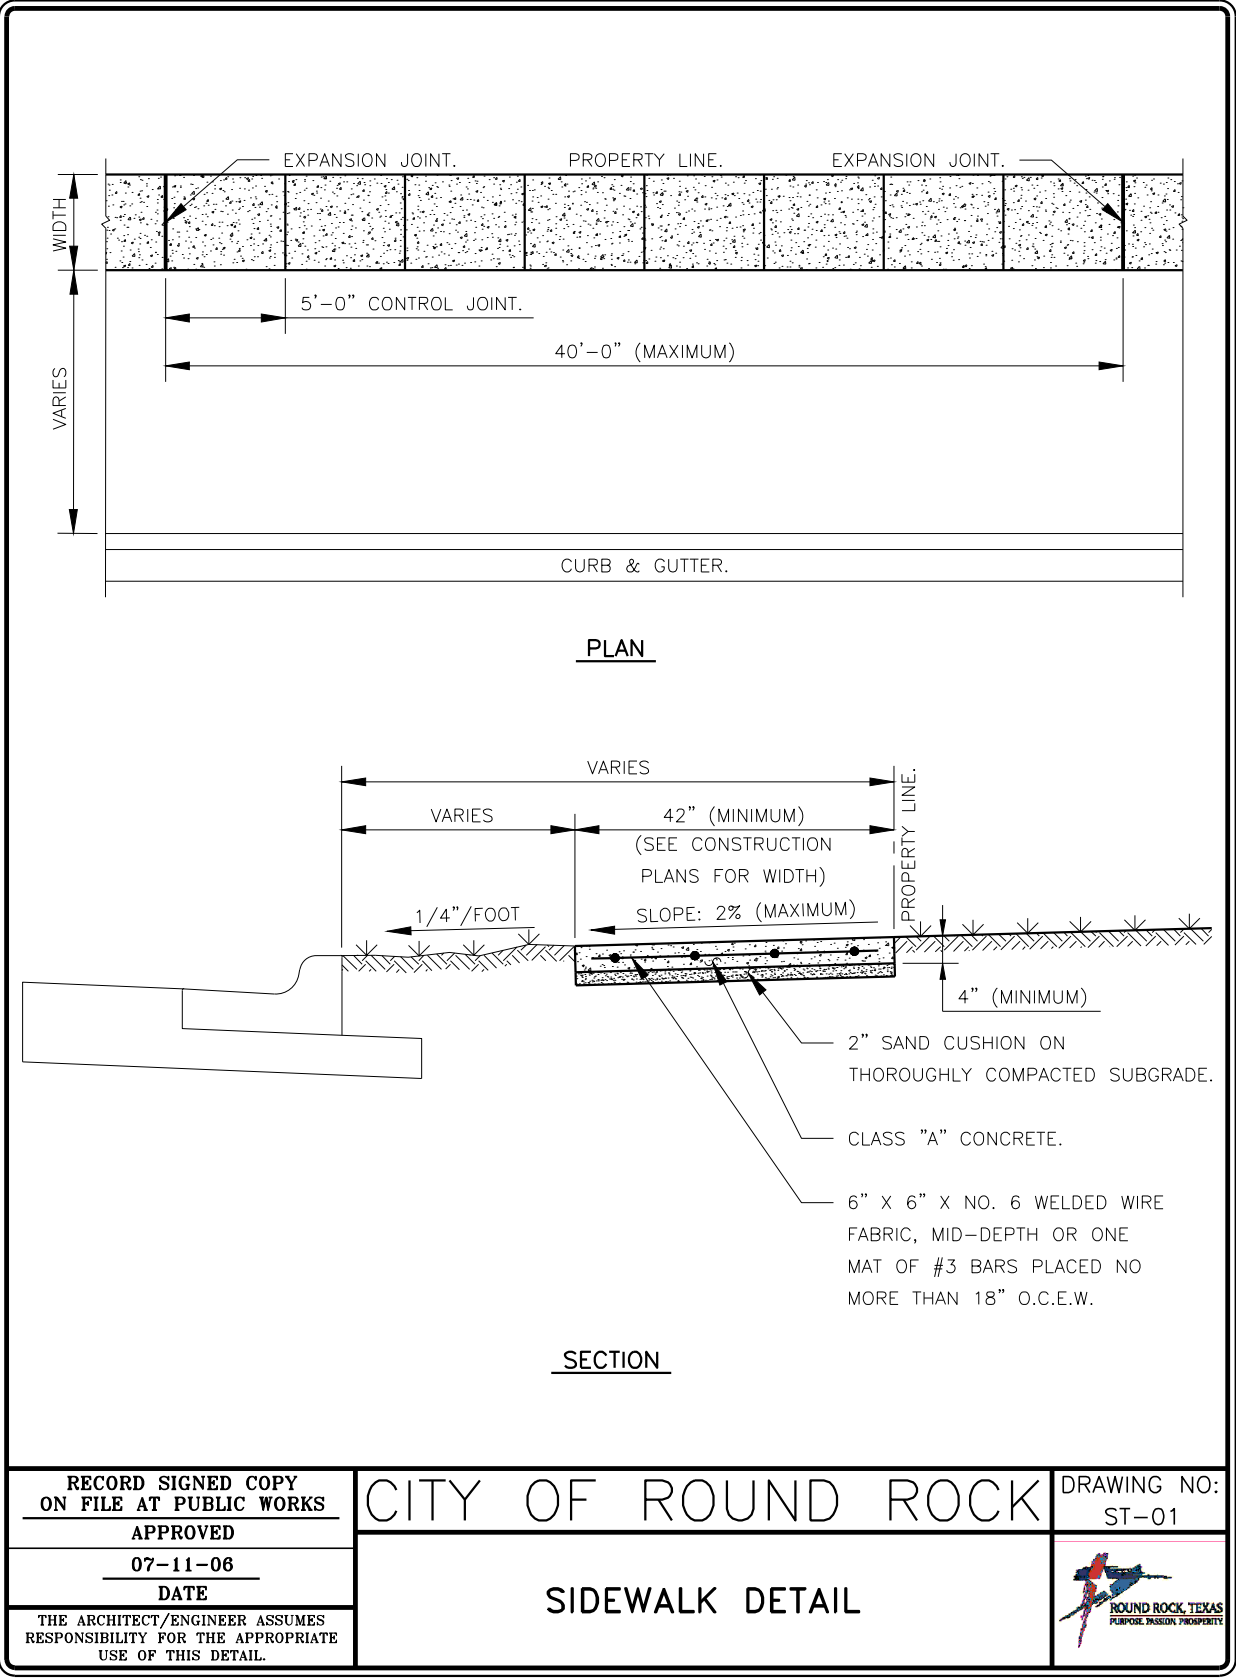 EXPANSION JOINT.
PROPERTY LINE.
EXPANSION JOINT.
WIDTH
5'-0" CONTROL JOINT.
40'-0" (MAXIMUM)
VARIES
CURB & GUTTER.
PLAN
VARIES
VARIES
42" (MINIMUM)
(SEE CONSTRUCTION
PLANS FOR WIDTH)
PROPERTY LINE.
1/4"/FOOT
SLOPE: 2% (MAXIMUM)
4" (MINIMUM)
2" SAND CUSHION ON
THOROUGHLY COMPACTED SUBGRADE.
CLASS "A" CONCRETE.
6" X 6" X NO. 6 WELDED WIRE
FABRIC, MID-DEPTH OR ONE
MAT OF #3 BARS PLACED NO
MORE THAN 18" O.C.E.W.
SECTION
RECORD SIGNED COPY
ON FILE AT PUBLIC WORKS
APPROVED
07-11-06
DATE
THE ARCHITECT/ENGINEER ASSUMES
RESPONSIBILITY FOR THE APPROPRIATE
USE OF THIS DETAIL.
CITY OF ROUND ROCK
SIDEWALK DETAIL
DRAWING NO:
ST-01
ROUND ROCK, TEXAS
PURPOSE. PASSION. PROSPERITY.